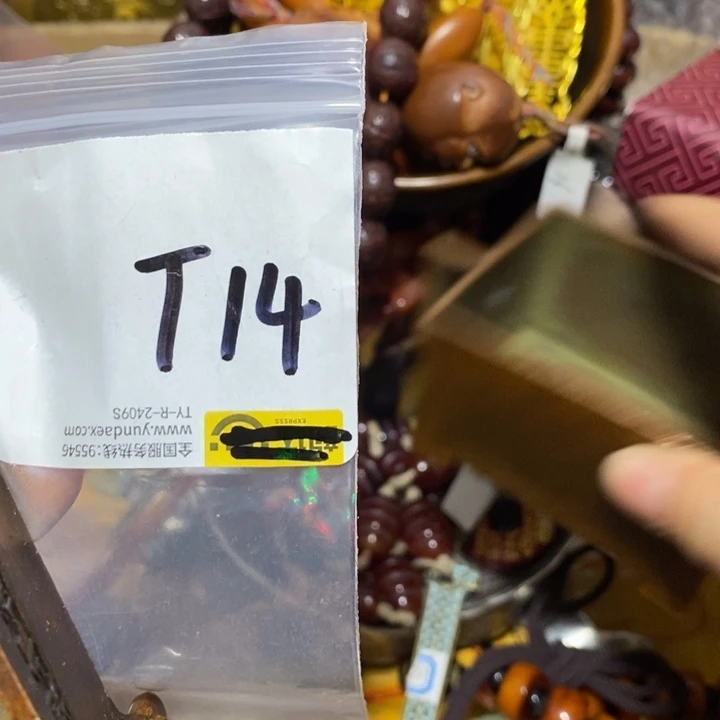 T14
TY-R-2409S
www.yundaex.com
全国服务热线:95546
EXPRESS